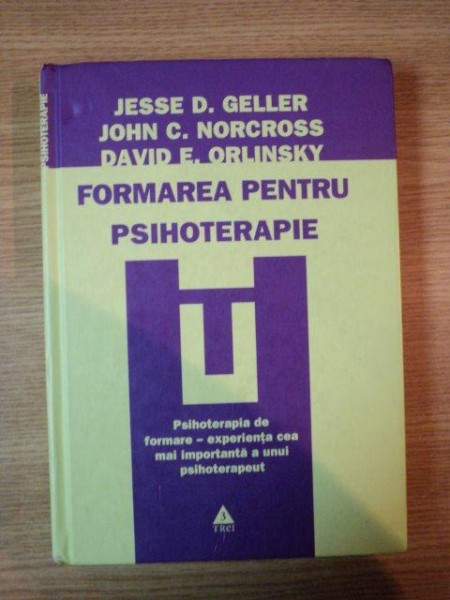 PSIHOTERAPIE
JESSE D. GELLER
JOHN C. NORCROSS
DAVID E. ORLINSKY
FORMAREA PENTRU
PSIHOTERAPIE
Psihoterapia de
formare – experiența cea
mai importantă a unui
psihoterapeut
3
TREI